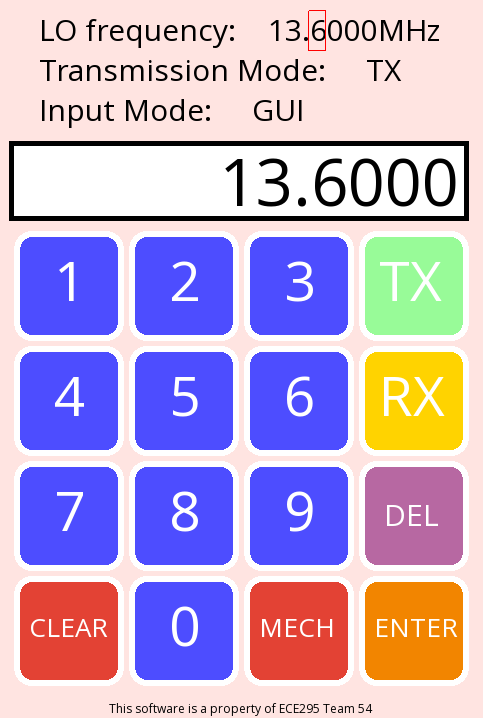 LO frequency: 13.6000MHz
Transmission Mode: TX
Input Mode: GUI
13.6000
1 2 3 TX
4 5 6 RX
7 8 9 DEL
CLEAR 0 MECH ENTER
This software is a property of ECE295 Team 54